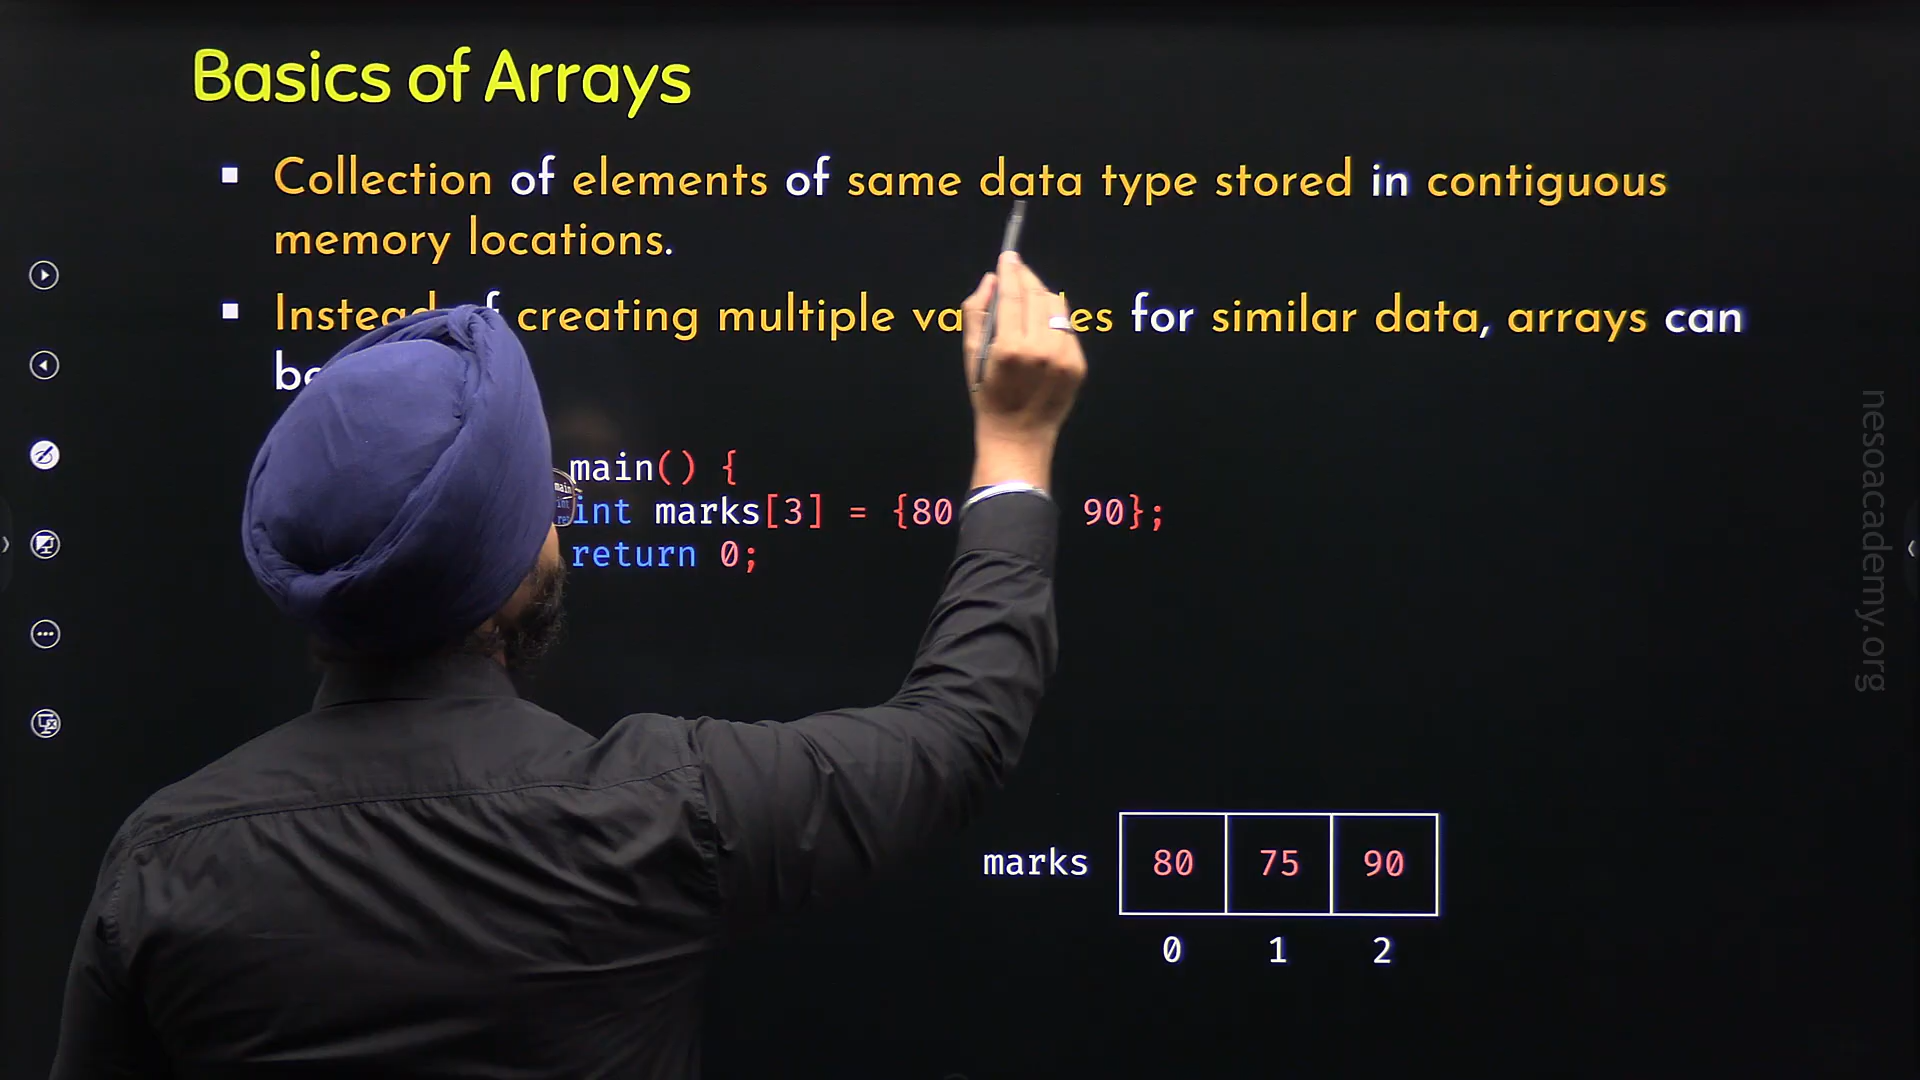 Basics of Arrays
Collection of elements of same data type stored in contiguous
memory locations.
creating multiple for similar data, arrays can
main() {
int marks[3] = {80 90};
return 0;
marks 80 75 90
0 1 2
nesoacademy.org